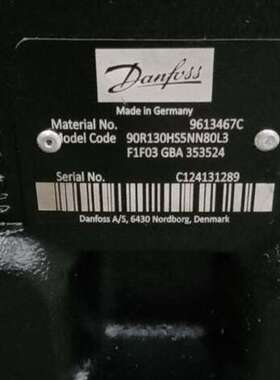 Danfoss
Made in Germany
Material No. 9613467C
Model Code 90R130HS5NN80L3
F1F03 GBA 353524
Serial No. C124131289
Danfoss A/S, 6430 Nordborg, Denmark